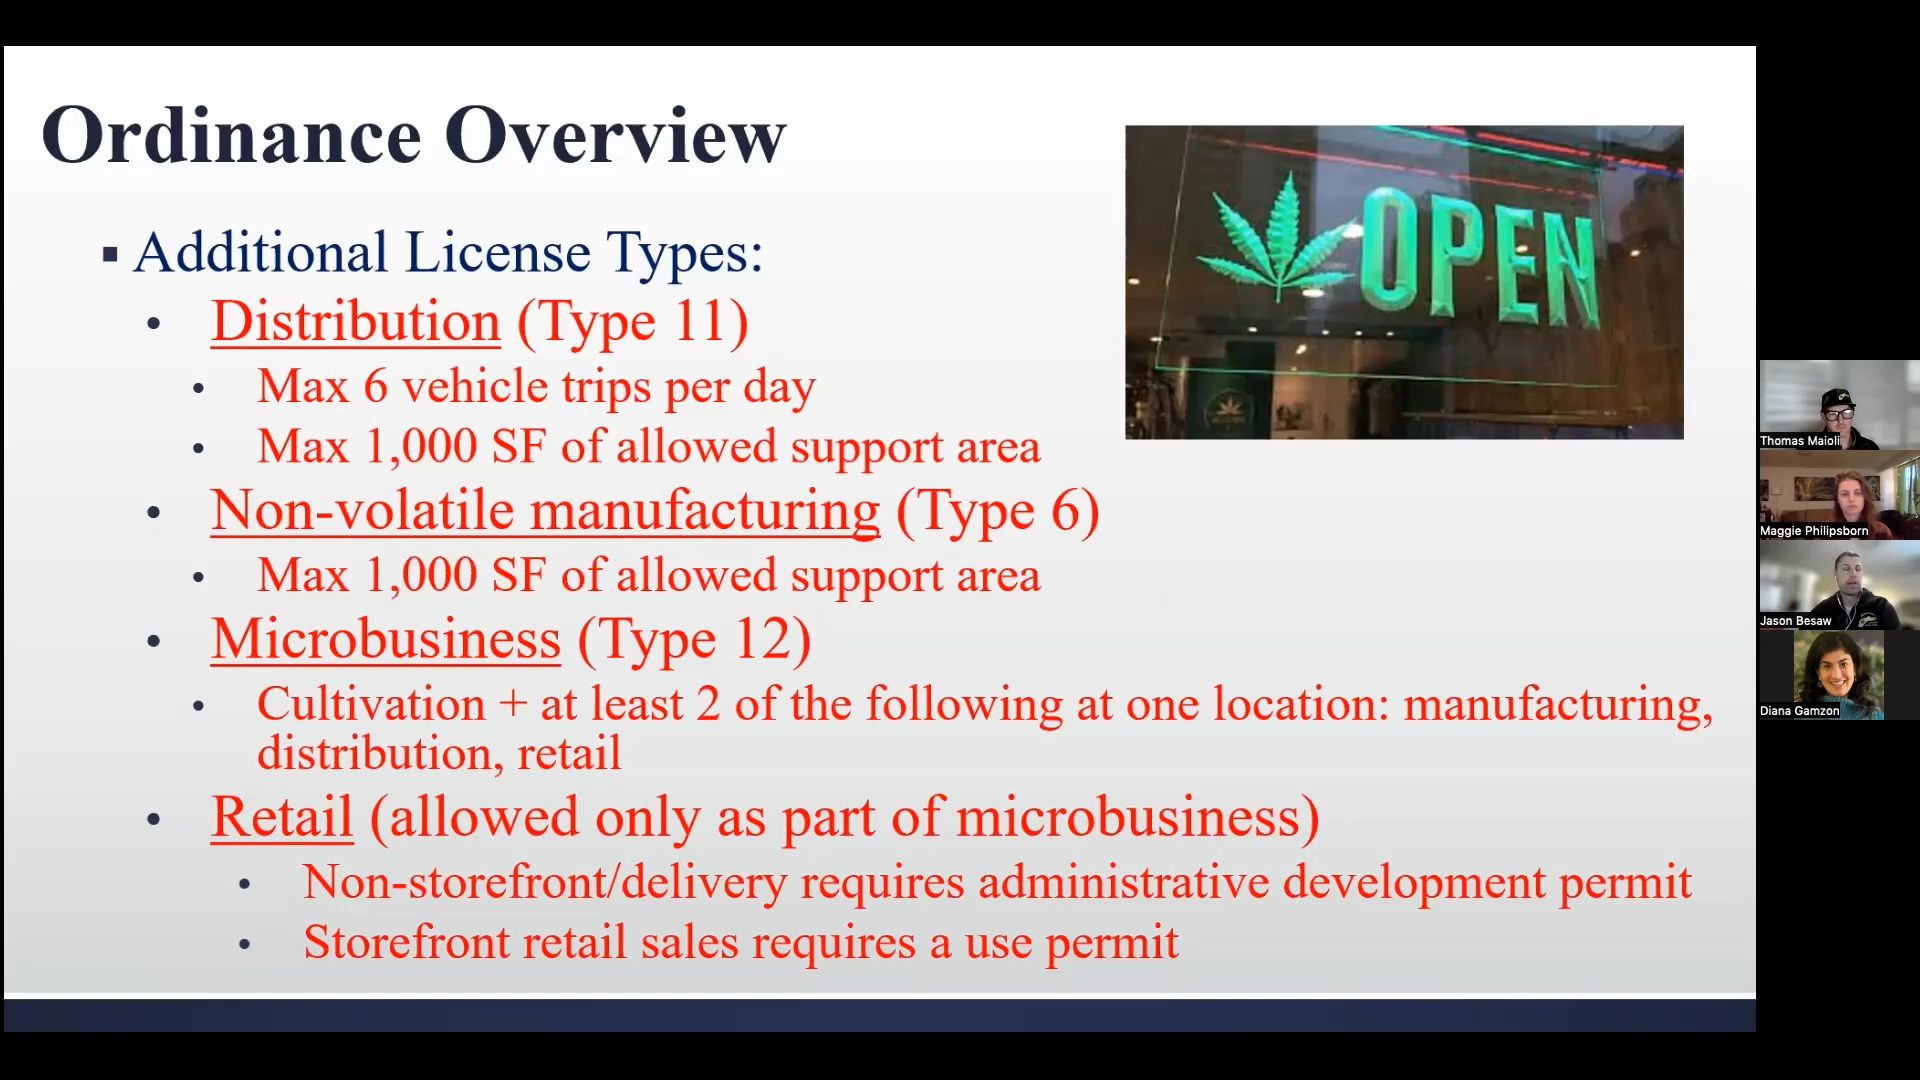 Ordinance Overview
OPEN
▪ Additional License Types:
• Distribution (Type 11)
• Max 6 vehicle trips per day
• Max 1,000 SF of allowed support area
• Non-volatile manufacturing (Type 6)
• Max 1,000 SF of allowed support area
• Microbusiness (Type 12)
• Cultivation + at least 2 of the following at one location: manufacturing,
distribution, retail
• Retail (allowed only as part of microbusiness)
• Non-storefront/delivery requires administrative development permit
• Storefront retail sales requires a use permit
Thomas Maioli
Maggie Philipsborn
Jason Besaw
Diana Gamzon